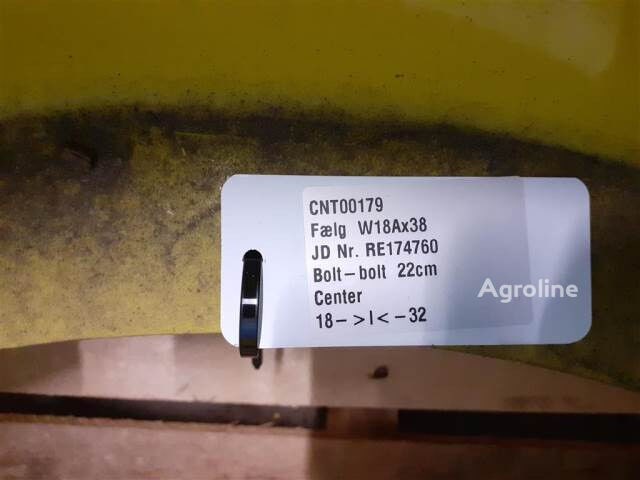 CNT00179
Fælg W18Ax38
JD Nr. RE174760
Bolt-bolt 22cm
Center
18->|<-32
Agroline